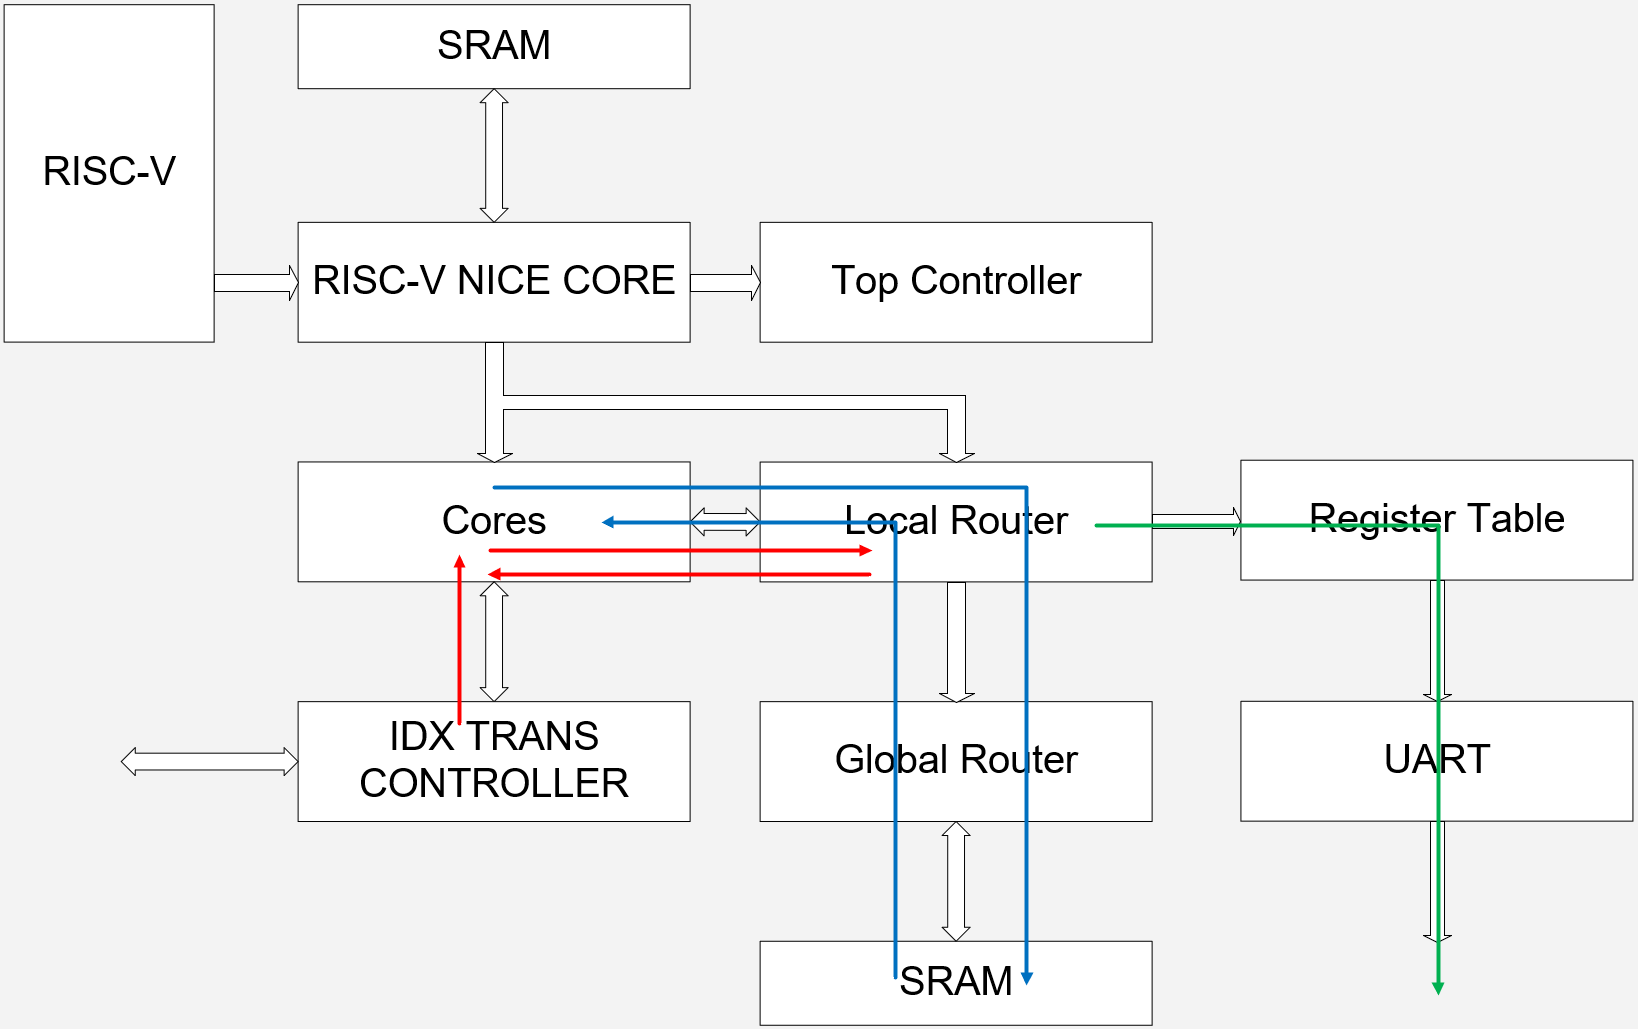 SRAM
RISC-V
RISC-V NICE CORE
Top Controller
Cores
Local Router
Register Table
IDX TRANS
CONTROLLER
Global Router
UART
SRAM